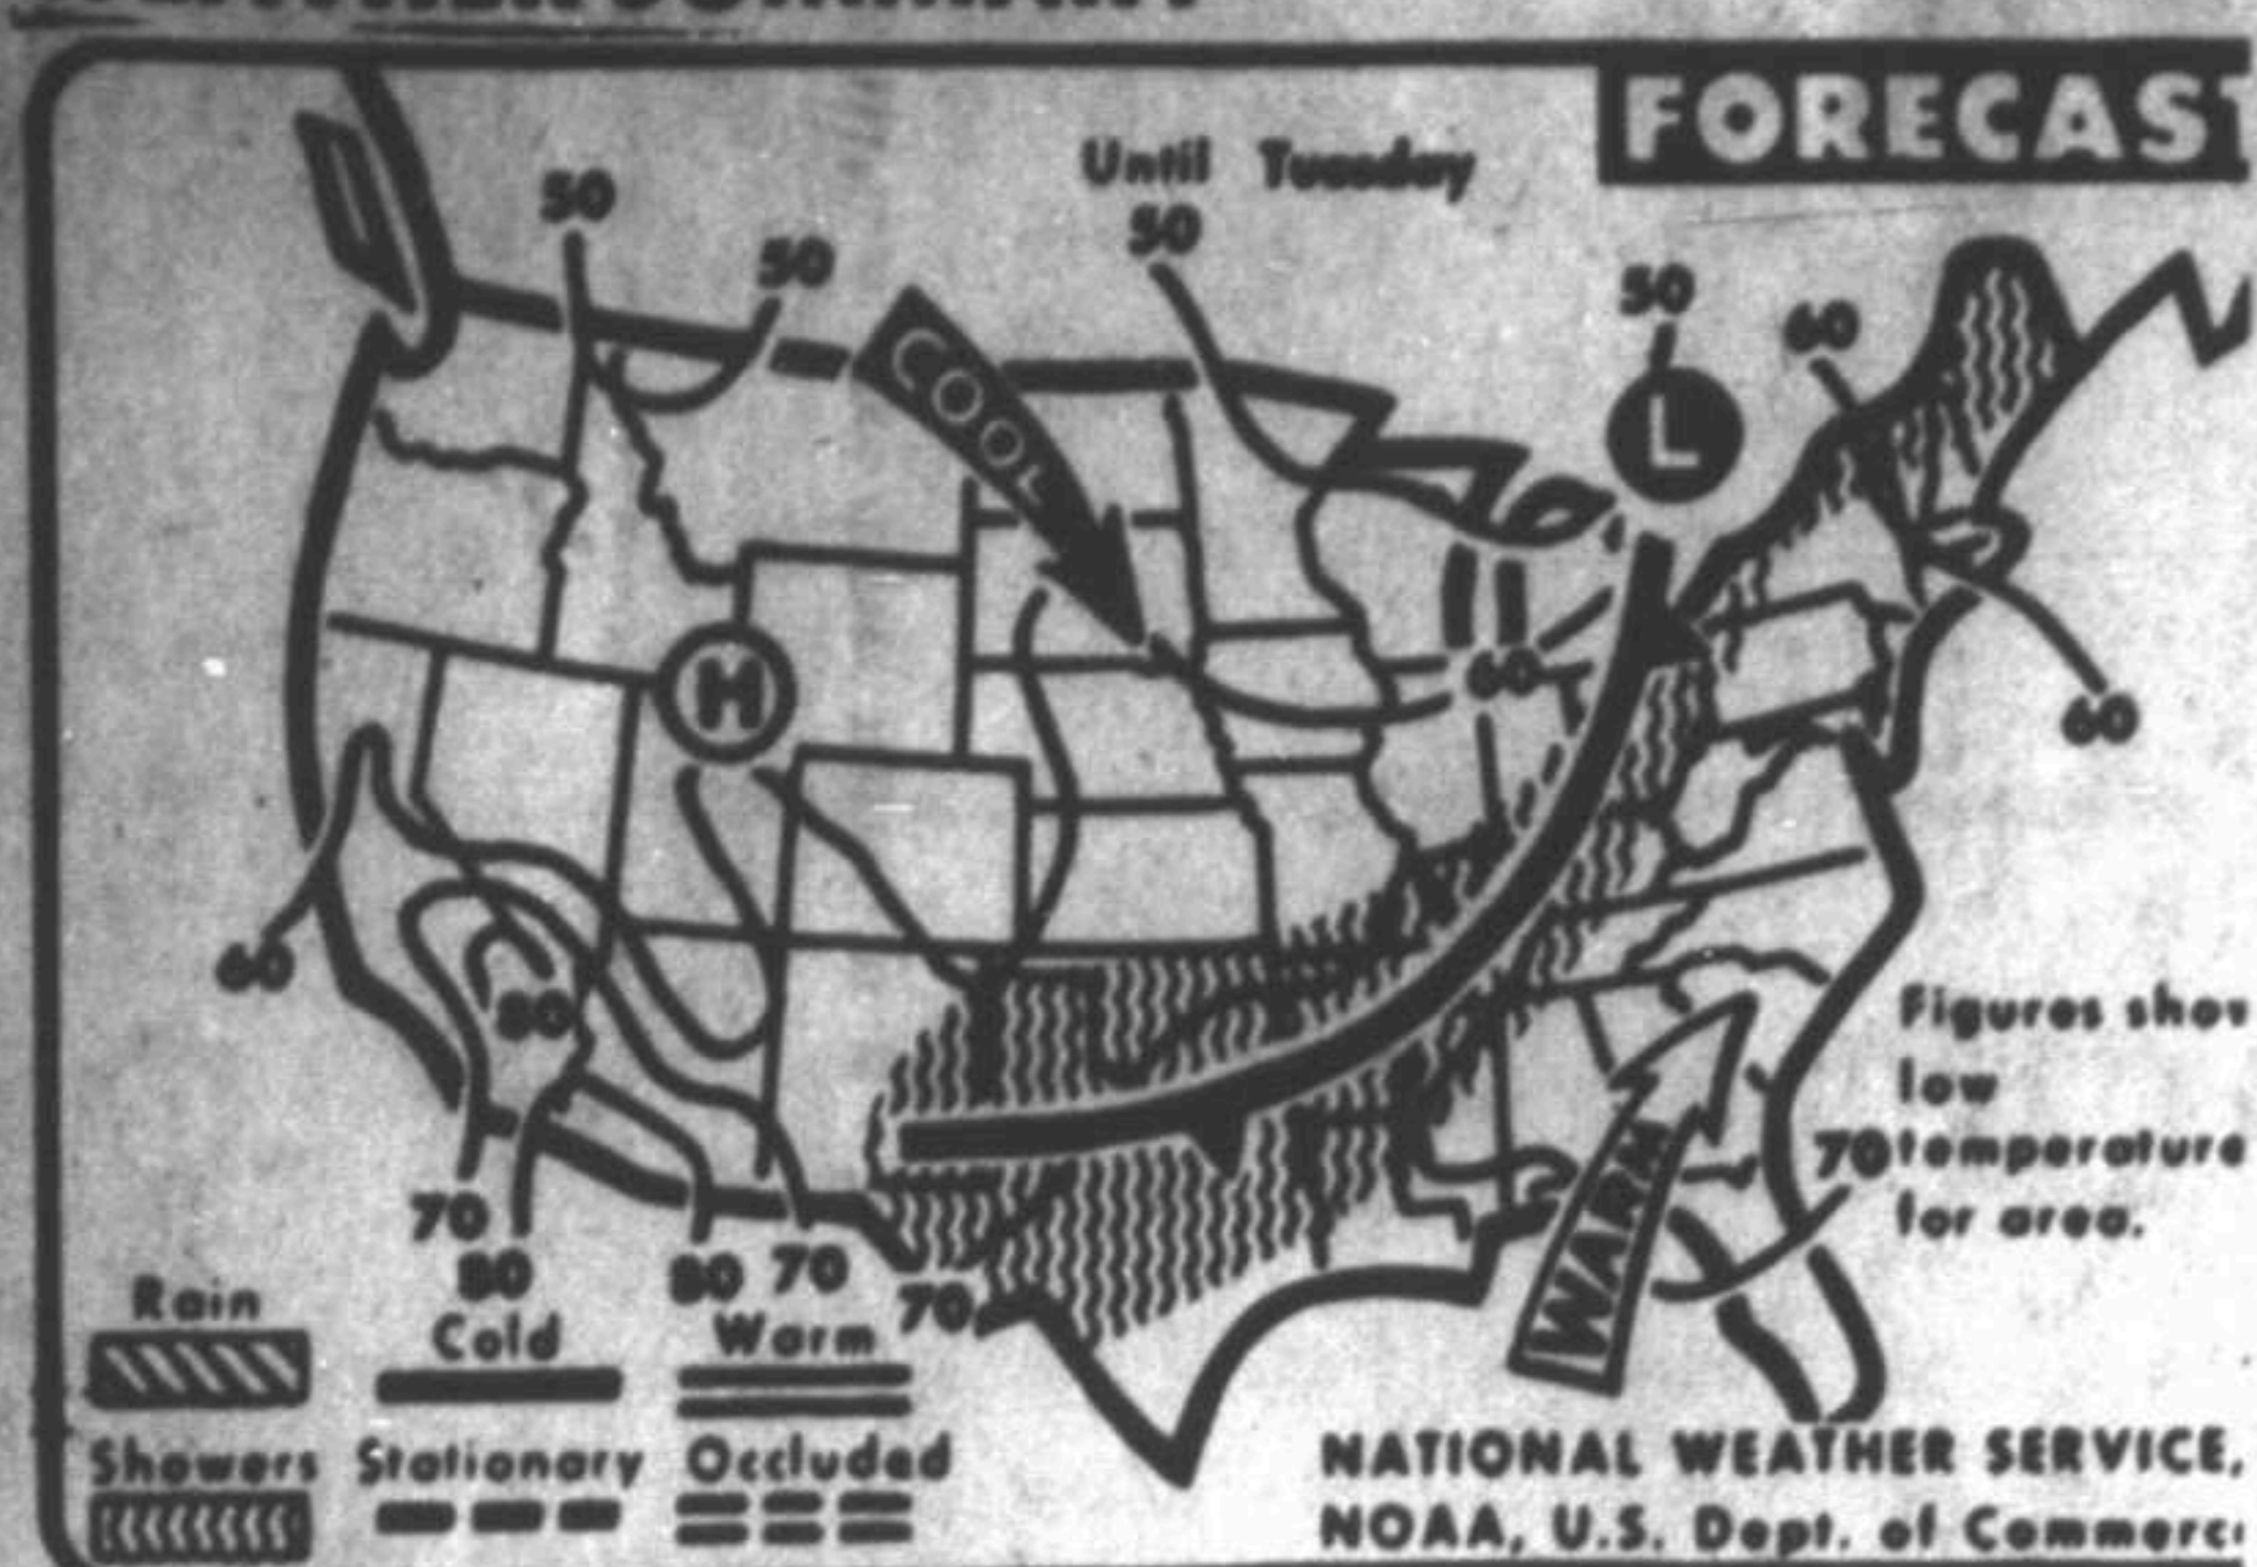 FORECAST
Until Tuesday
50
50
50
50
60
COOL
L
60
H
60
60
80
Figures show
low
70 temperature
for area.
WARM
70
80
80
70
70
Rain
Cold
Warm
Showers
Stationary
Occluded
NATIONAL WEATHER SERVICE,
NOAA, U.S. Dept. of Commerc